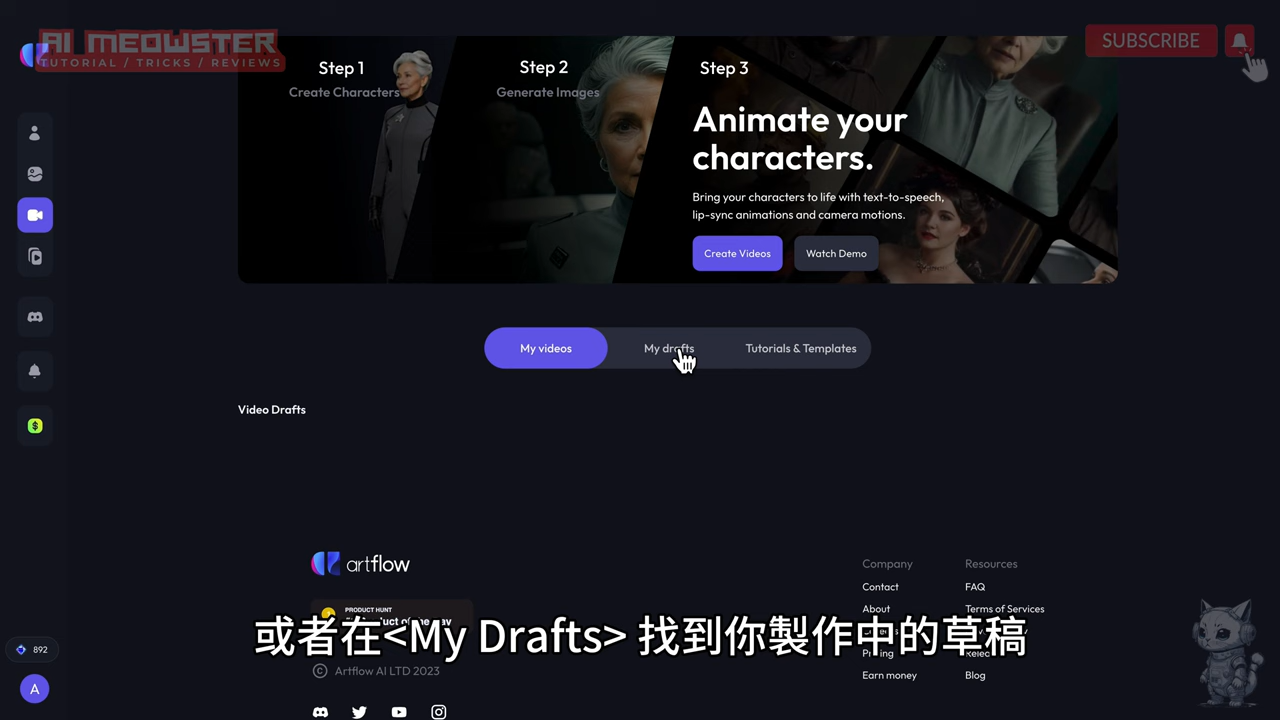 AI MEOWSTER
TUTORIAL / TRICKS / REVIEWS
SUBSCRIBE
Step 1
Create Characters
Step 2
Generate Images
Step 3
Animate your
characters.
Bring your characters to life with text-to-speech,
lip-sync animations and camera motions.
Create Videos
Watch Demo
My videos
My drafts
Tutorials & Templates
Video Drafts
artflow
PRODUCT HUNT
Company
Resources
Contact
FAQ
About
Terms of Services
或者在<My Drafts> 找到你製作中的草稿
Earn money
Blog
892
Artflow AI LTD 2023
A